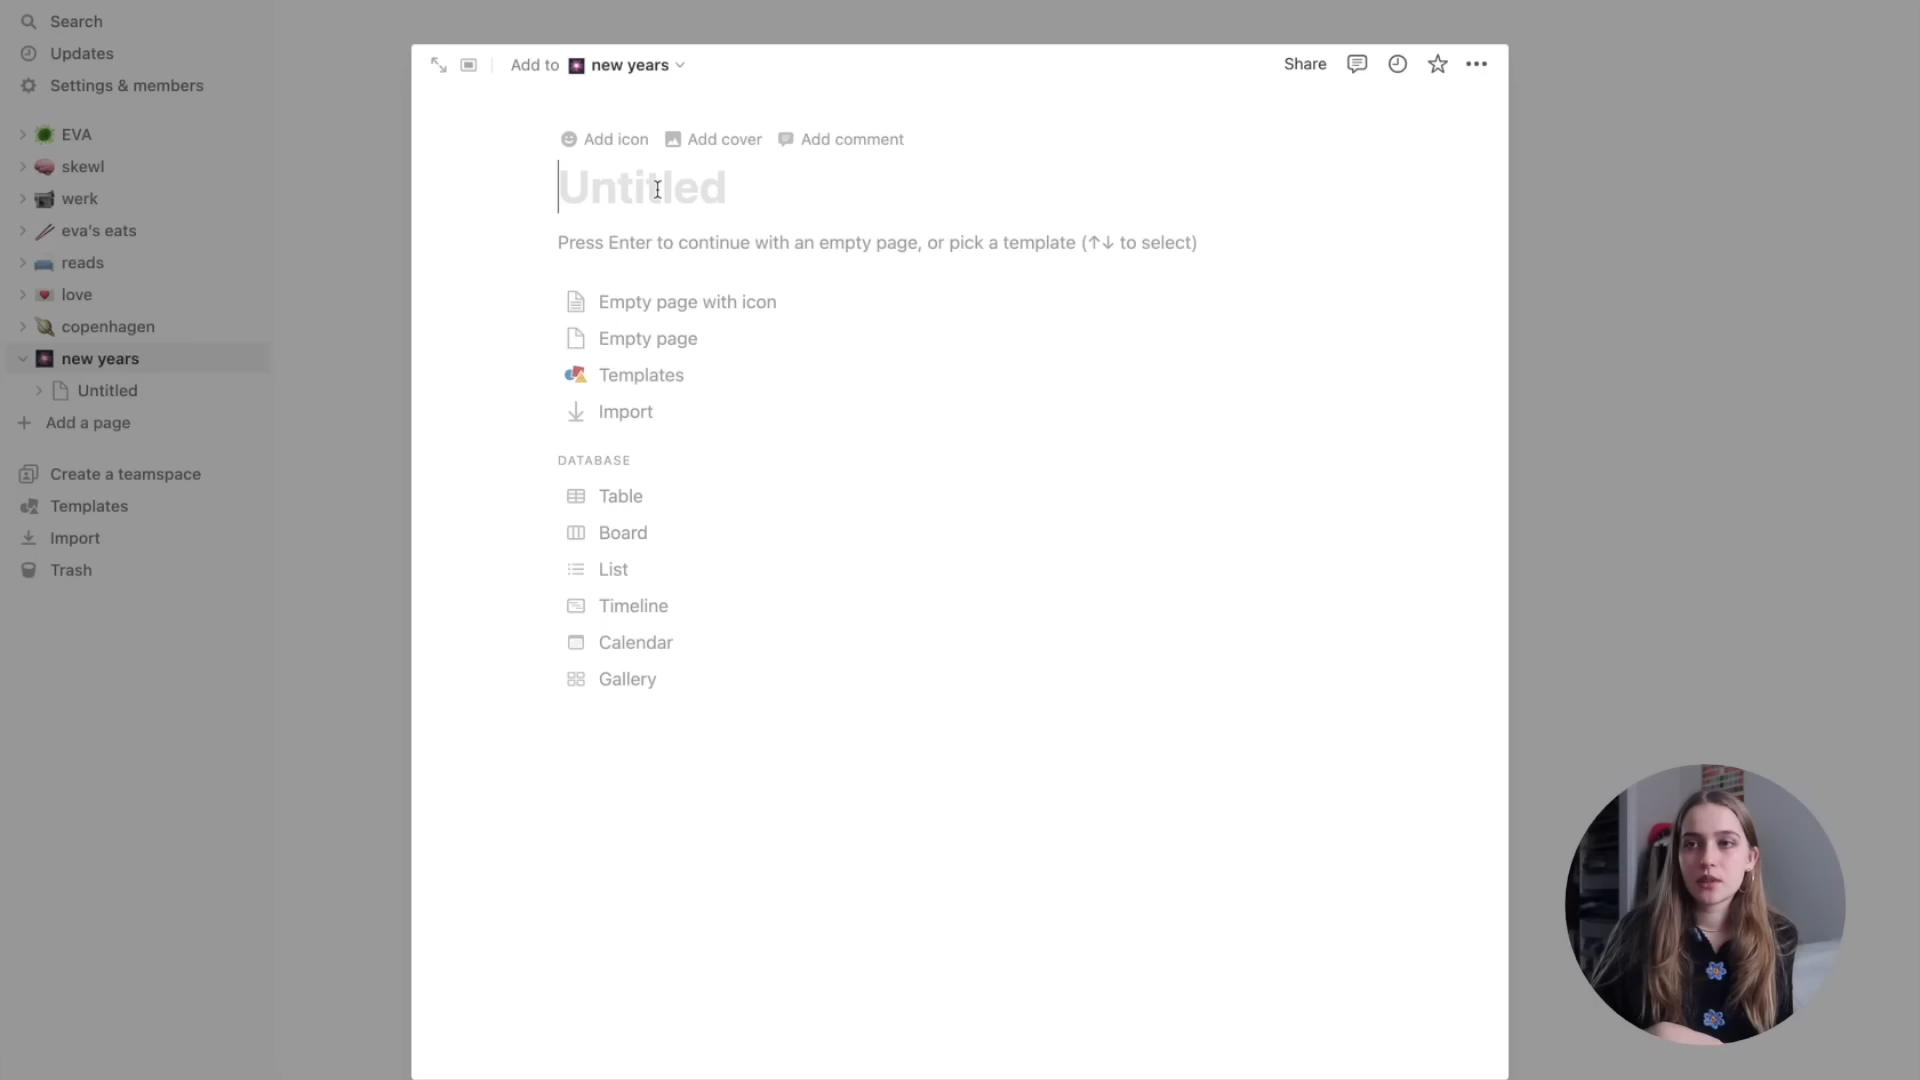 Search
Updates
Settings & members
EVA
skewl
werk
eva's eats
reads
love
copenhagen
new years
Untitled
Add a page
Create a teamspace
Templates
Import
Trash
Add to new years
Share
Add icon Add cover Add comment
Untitled
Press Enter to continue with an empty page, or pick a template (↑↓ to select)
Empty page with icon
Empty page
Templates
Import
DATABASE
Table
Board
List
Timeline
Calendar
Gallery